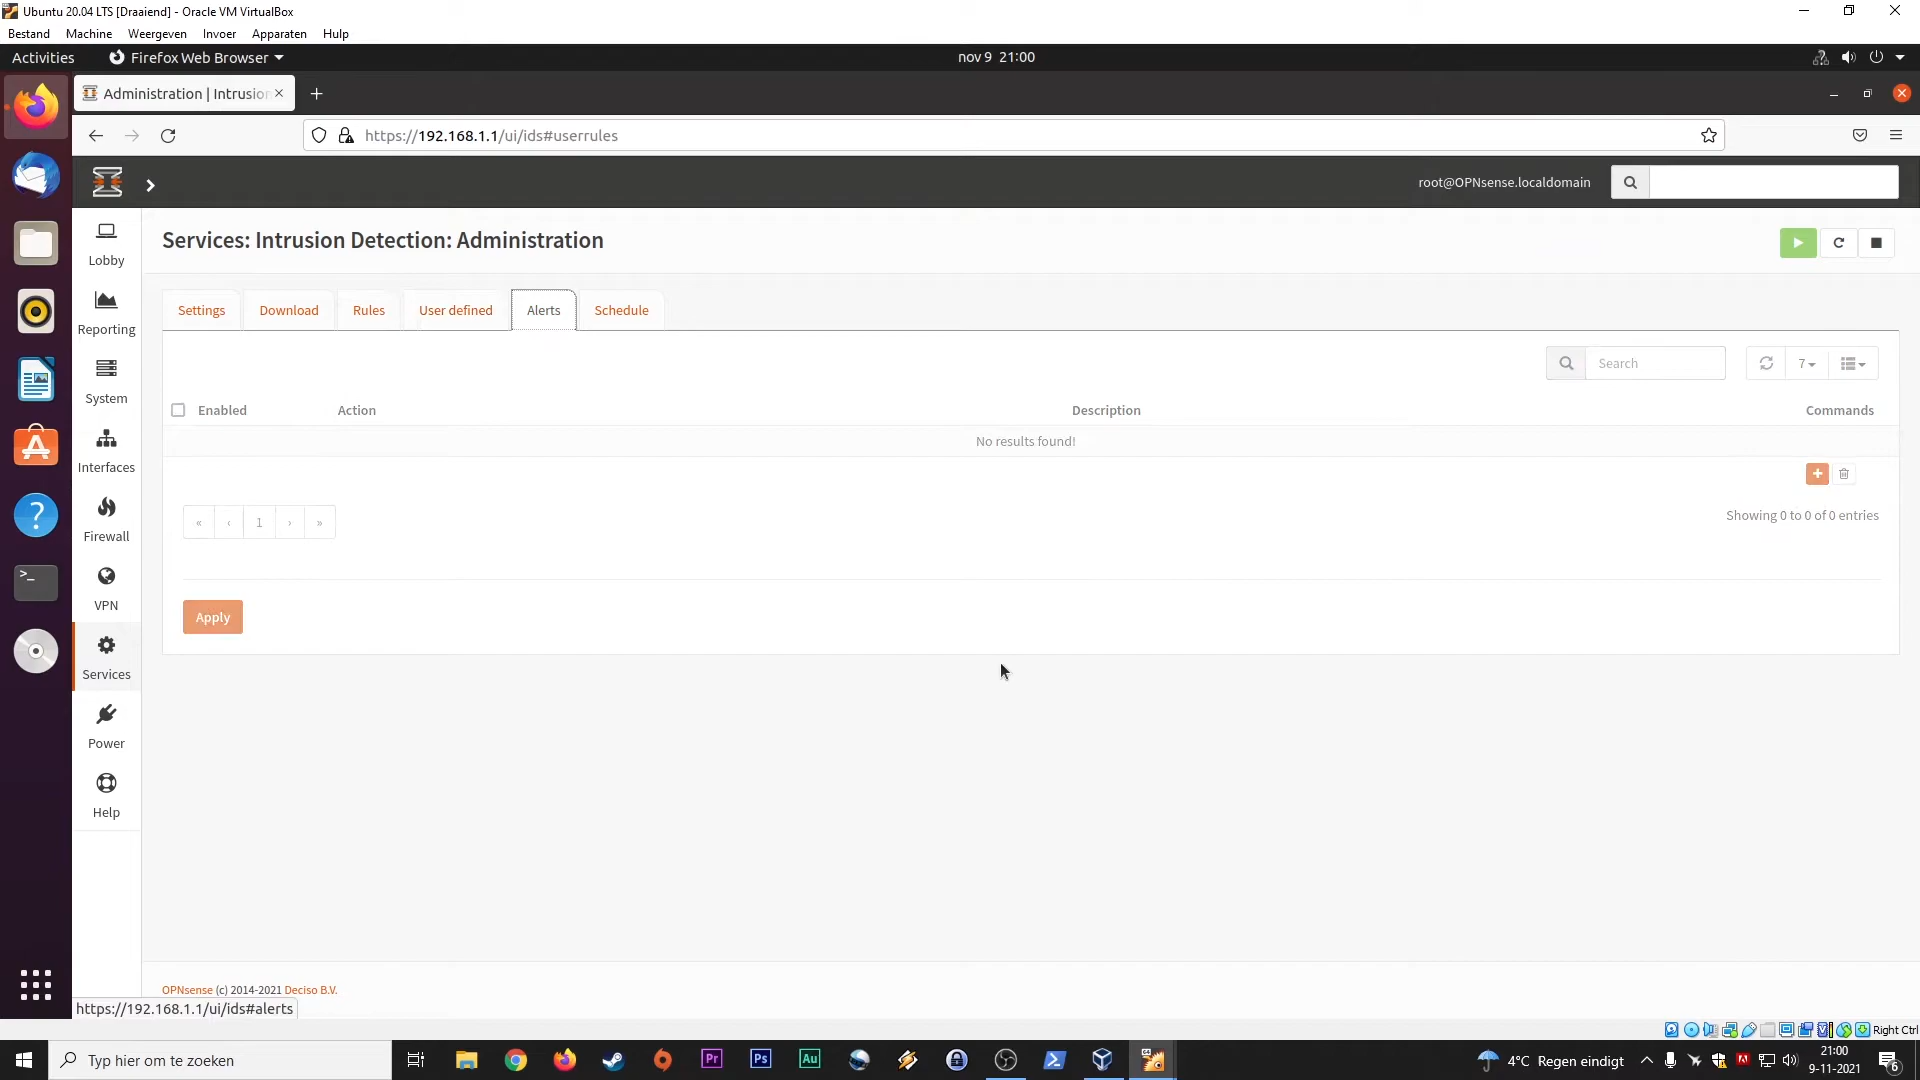 Ubuntu 20.04 LTS [Draaiend] - Oracle VM VirtualBox
Bestand Machine Weergeven Invoer Apparaten Hulp
Activities Firefox Web Browser nov 9 21:00
Administration | Intrusion
https://192.168.1.1/ui/ids#userrules
root@OPNsense.localdomain
Services: Intrusion Detection: Administration
Lobby
Reporting
System
Interfaces
Firewall
VPN
Services
Power
Help
Settings Download Rules User defined Alerts Schedule
Search 7
Enabled Action Description Commands
No results found!
« ‹ 1 › »
Showing 0 to 0 of 0 entries
Apply
OPNsense (c) 2014-2021 Deciso B.V.
https://192.168.1.1/ui/ids#alerts
Right Ctrl
Typ hier om te zoeken
Pr Ps Au
4°C Regen eindigt
21:00
9-11-2021
6